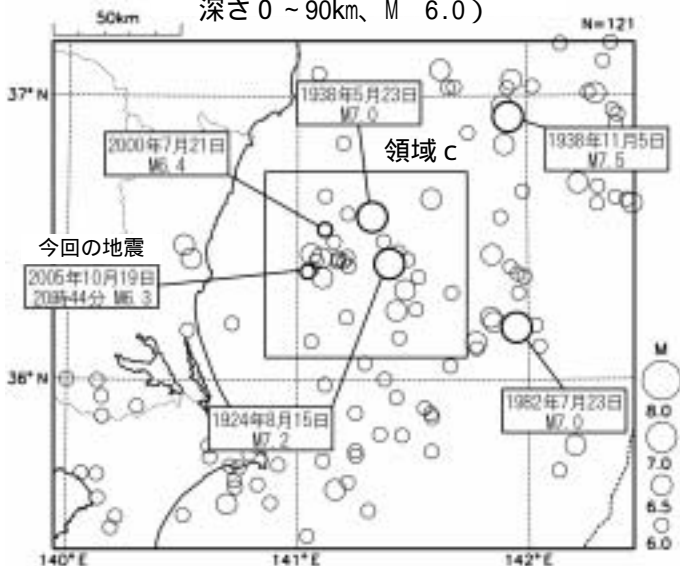 深さ0~90km、M 6.0)
50km
N=121
37°N
1938年5月23日
M7.0
1938年11月5日
M7.5
2000年7月21日
M6.4
領域c
今回の地震
2005年10月19日
20時44分 M6.3
36°N
M
8.0
7.0
6.5
6.0
1982年7月23日
M7.0
1924年8月15日
M7.2
140°E
141°E
142°E